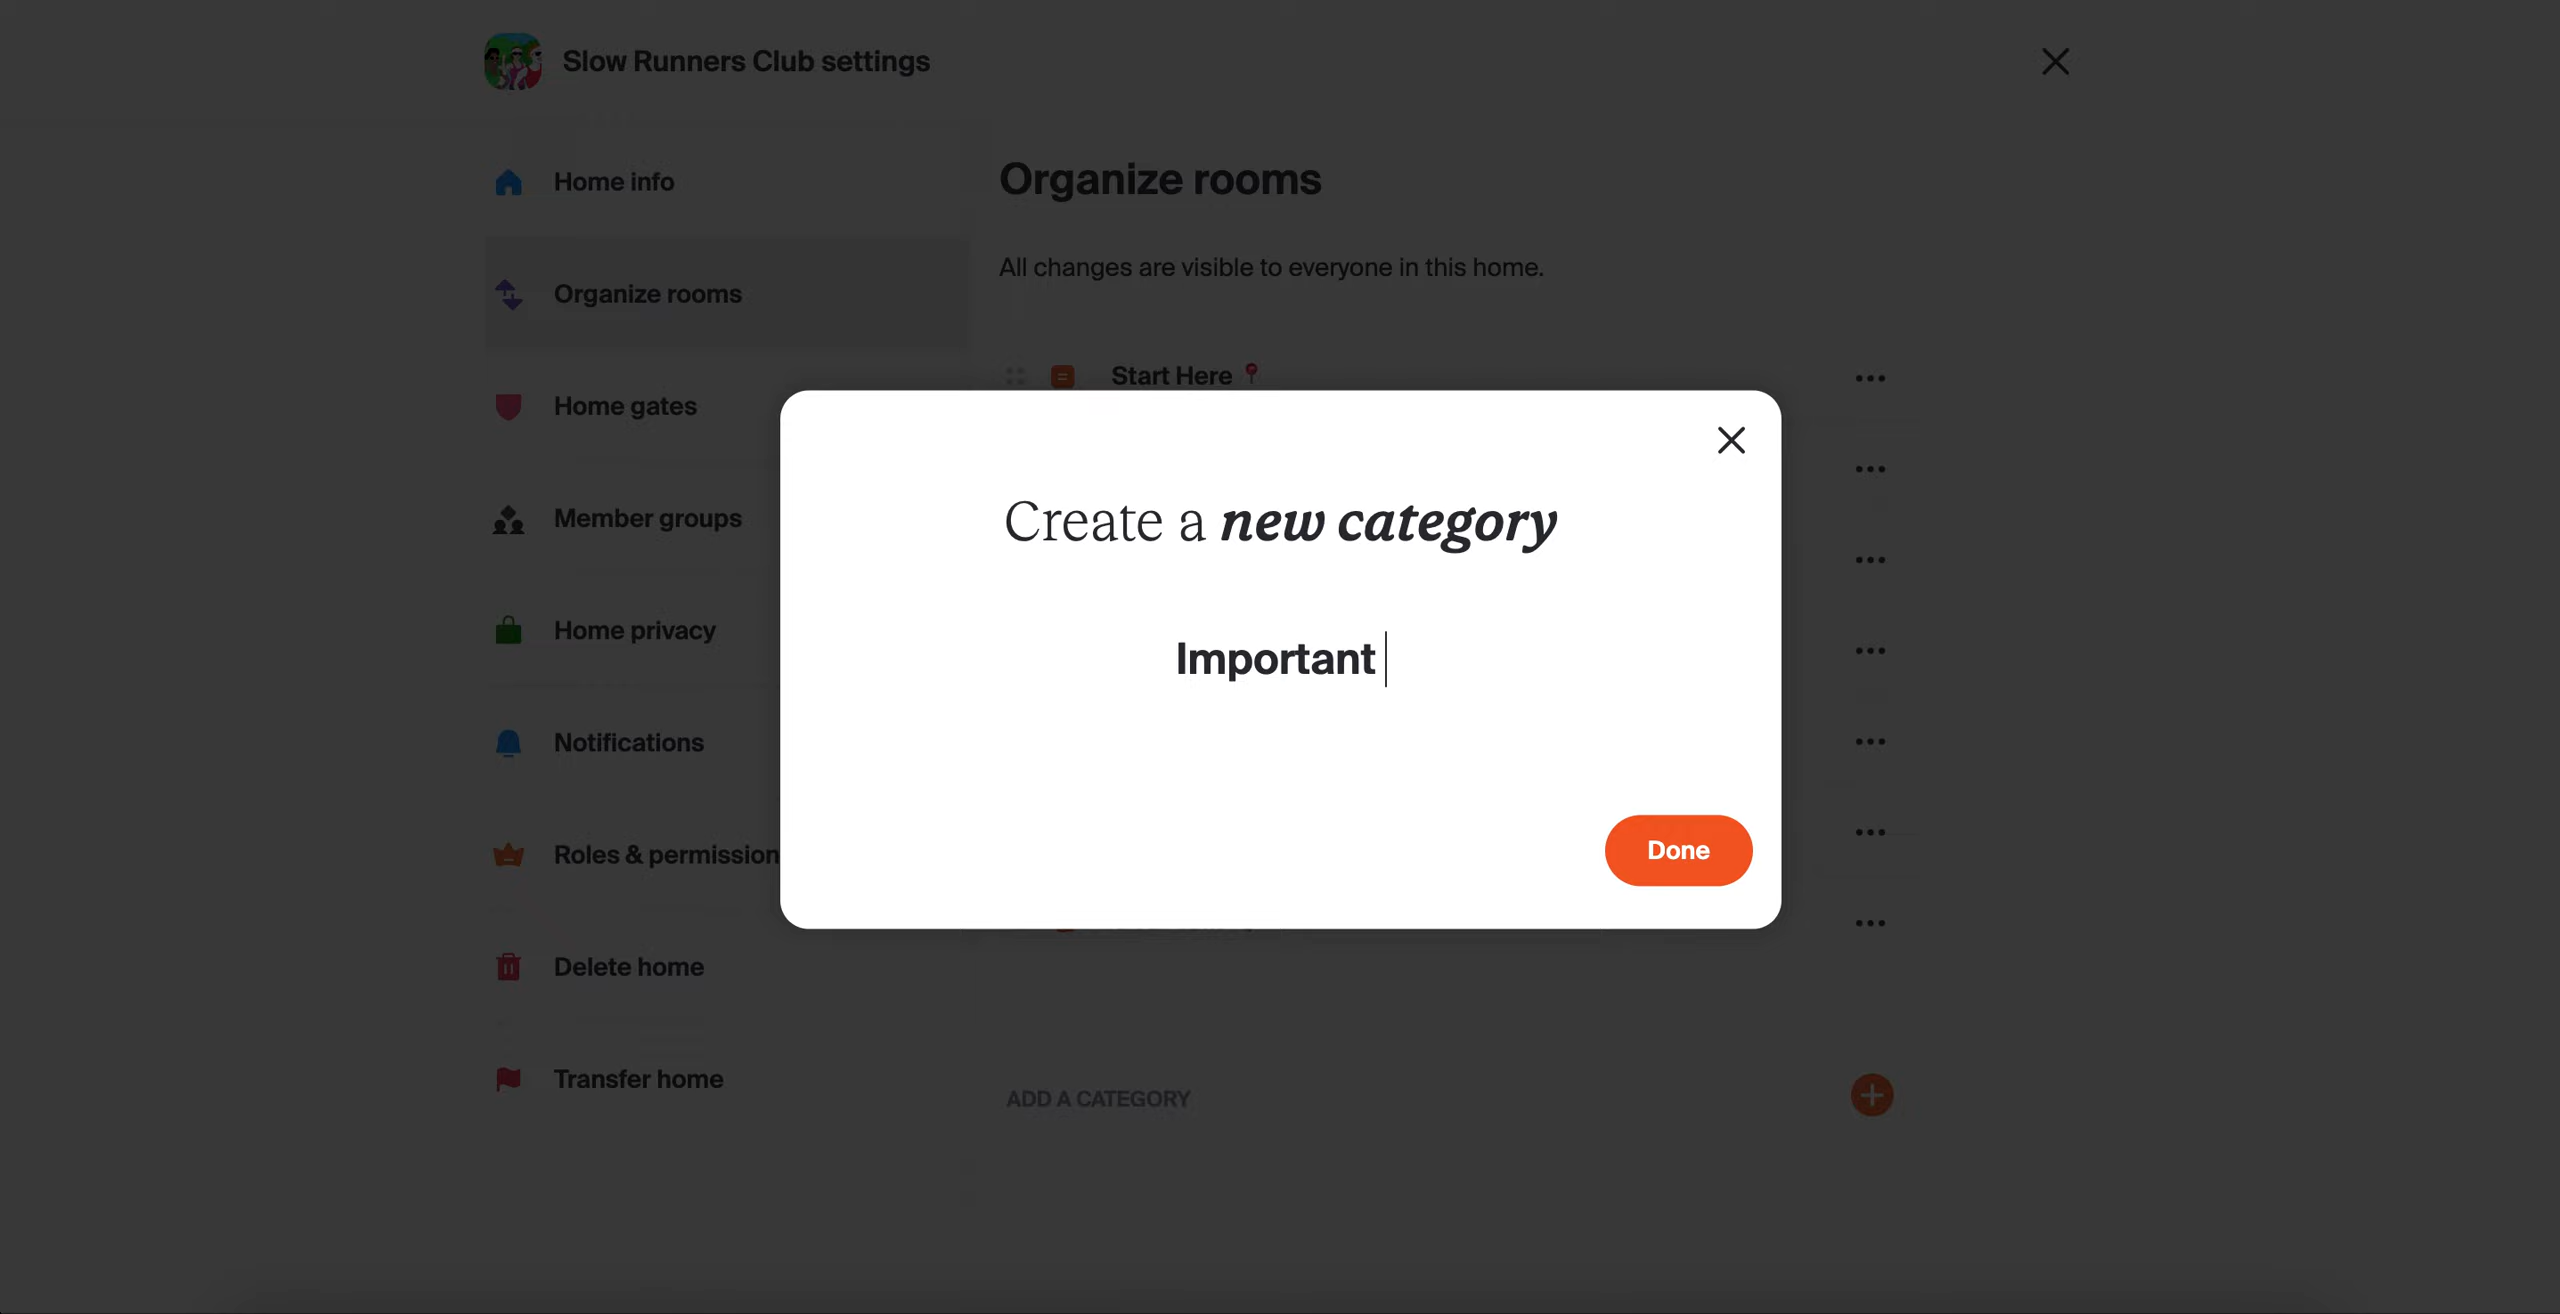 Slow Runners Club settings
Home info
Organize rooms
Home gates
Member groups
Home privacy
Notifications
Roles & permission
Delete home
Transfer home
Organize rooms
All changes are visible to everyone in this home.
Start Here
Create a new category
Important
Done
ADD A CATEGORY